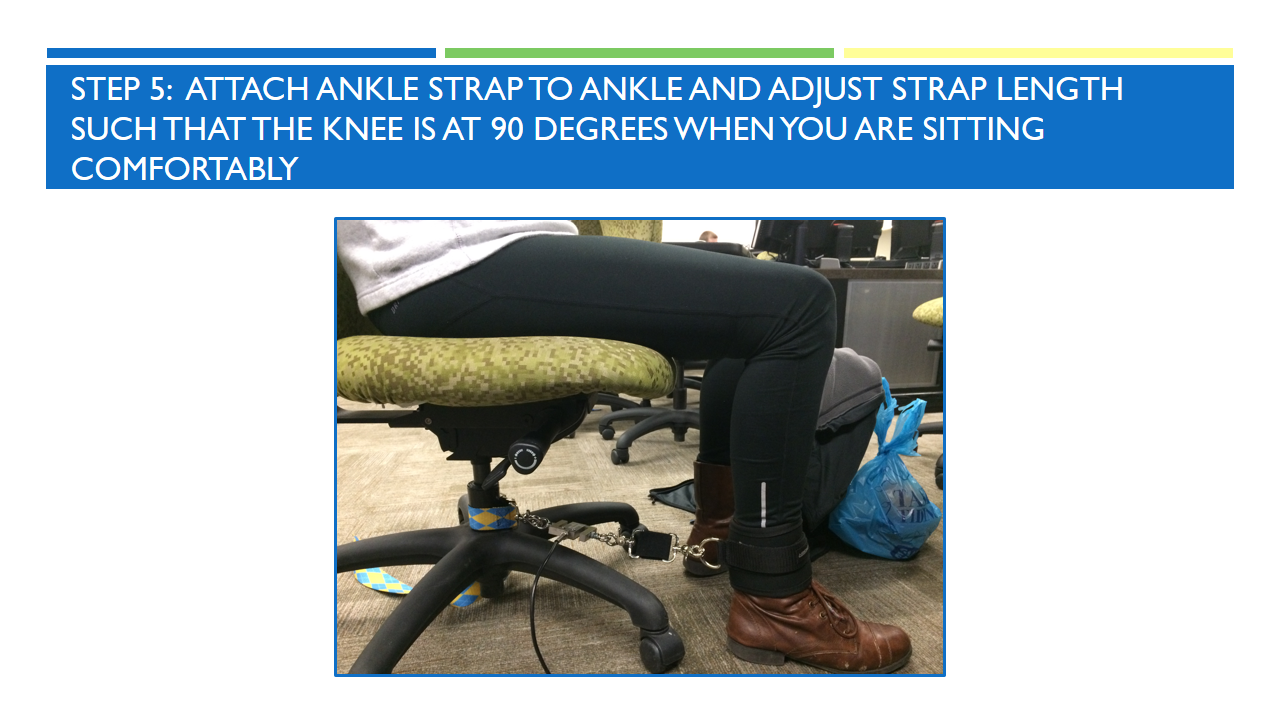 STEP 5: ATTACH ANKLE STRAP TO ANKLE AND ADJUST STRAP LENGTH
SUCH THAT THE KNEE IS AT 90 DEGREES WHEN YOU ARE SITTING
COMFORTABLY